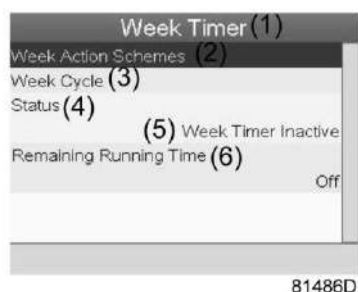 Week Timer (1)
Week Action Schemes (2)
Week Cycle (3)
Status (4)
(5) Week Timer Inactive
Remaining Running Time (6)
Off
81486D